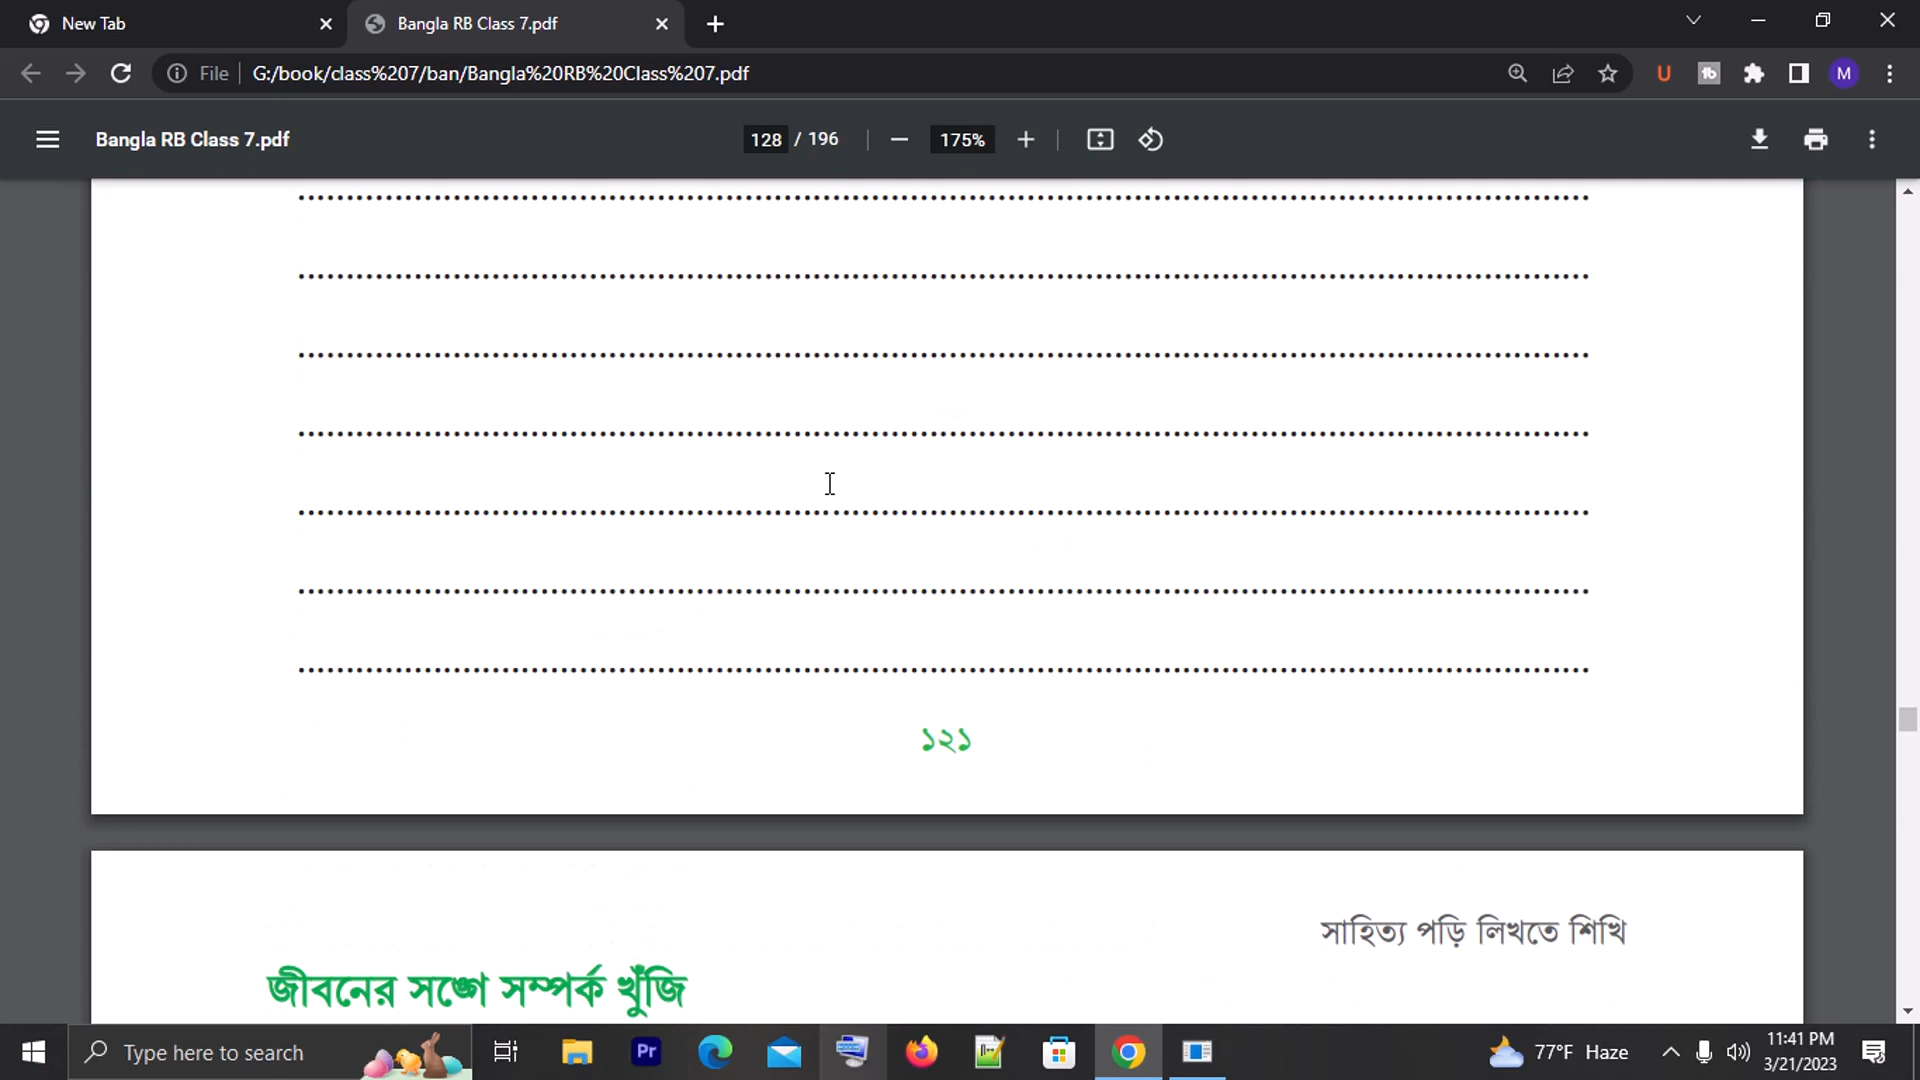 New Tab
Bangla RB Class 7.pdf
File
G:/book/class%207/ban/Bangla%20RB%20Class%207.pdf
U
M
Bangla RB Class 7.pdf
128 / 196
175%
১২১
সাহিত্য পড়ি লিখতে শিখি
জীবনের সঙ্গে সম্পর্ক খুঁজি
Type here to search
Pr
77°F Haze
11:41 PM
3/21/2023